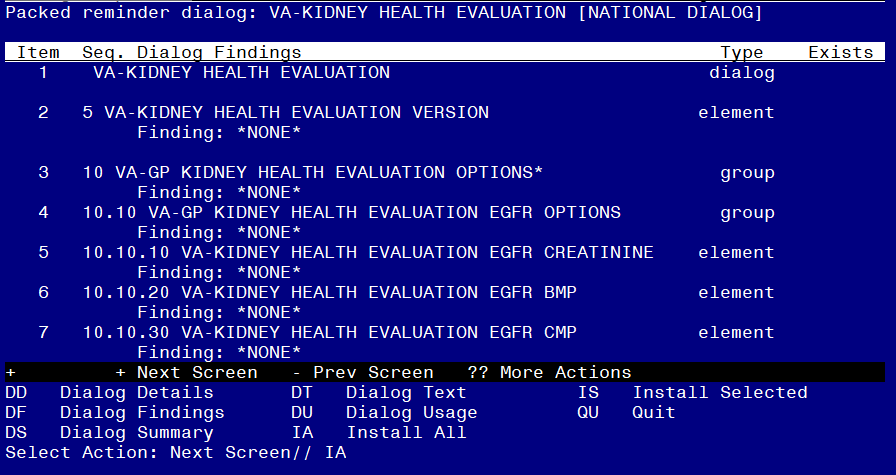 Packed reminder dialog: VA-KIDNEY HEALTH EVALUATION [NATIONAL DIALOG]
Item Seq. Dialog Findings Type Exists
1 VA-KIDNEY HEALTH EVALUATION dialog
2 5 VA-KIDNEY HEALTH EVALUATION VERSION element
Finding: *NONE*
3 10 VA-GP KIDNEY HEALTH EVALUATION OPTIONS* group
Finding: *NONE*
4 10.10 VA-GP KIDNEY HEALTH EVALUATION EGFR OPTIONS group
Finding: *NONE*
5 10.10.10 VA-KIDNEY HEALTH EVALUATION EGFR CREATININE element
Finding: *NONE*
6 10.10.20 VA-KIDNEY HEALTH EVALUATION EGFR BMP element
Finding: *NONE*
7 10.10.30 VA-KIDNEY HEALTH EVALUATION EGFR CMP element
Finding: *NONE*
+ + Next Screen - Prev Screen ?? More Actions
DD Dialog Details DT Dialog Text IS Install Selected
DF Dialog Findings DU Dialog Usage QU Quit
DS Dialog Summary IA Install All
Select Action: Next Screen// IA